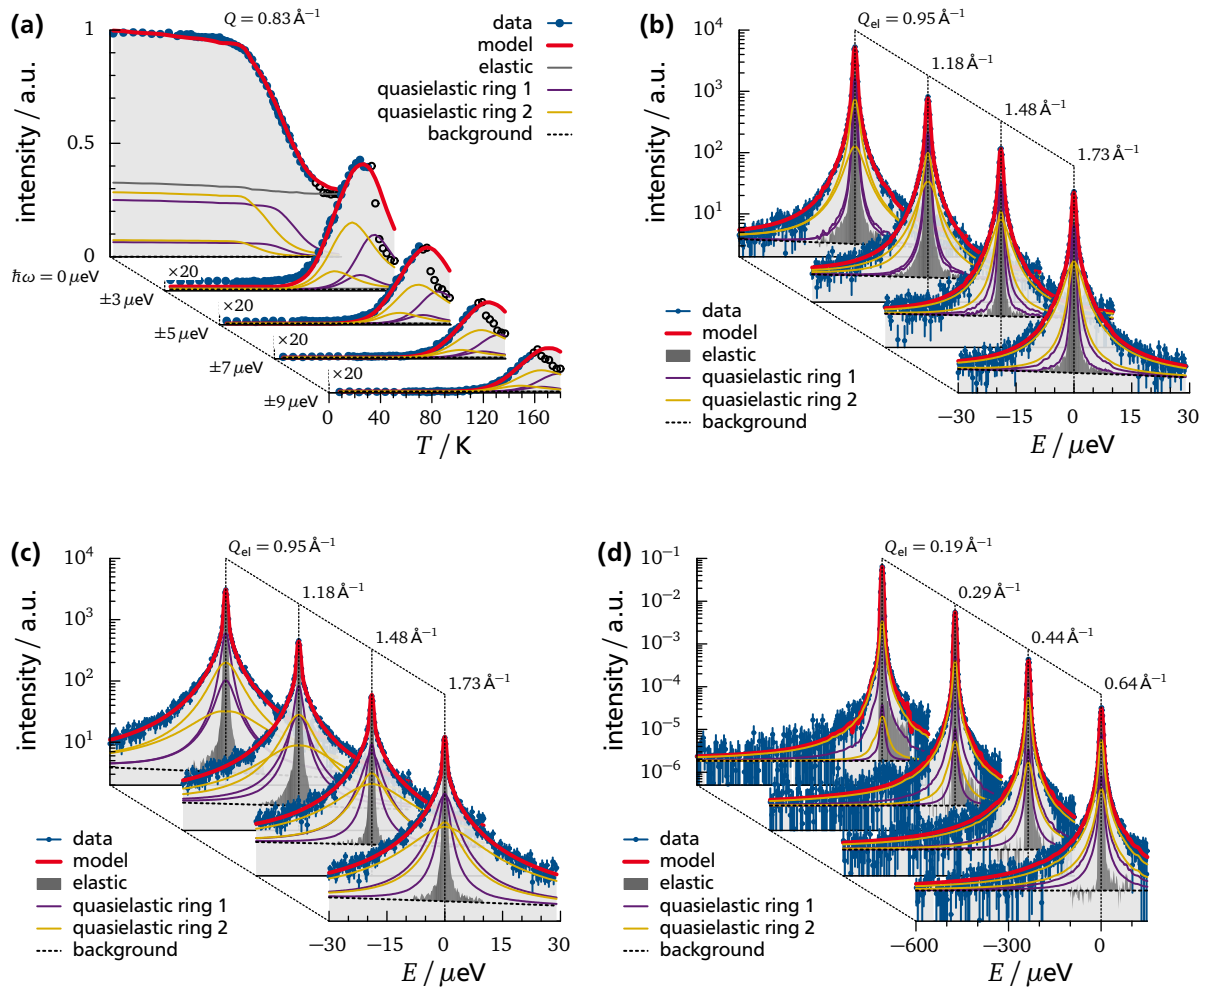 (a)
Q = 0.83 Å⁻¹
data
model
elastic
quasielastic ring 1
quasielastic ring 2
background
intensity / a.u.
1
0.5
0
ħω = 0 μeV
±3 μeV
±5 μeV
±7 μeV
±9 μeV
×20
×20
×20
×20
0 40 80 120 160
T / K
(b)
Q_el = 0.95 Å⁻¹
1.18 Å⁻¹
1.48 Å⁻¹
1.73 Å⁻¹
intensity / a.u.
10⁴
10³
10²
10¹
data
model
elastic
quasielastic ring 1
quasielastic ring 2
background
−30 −15 0 15 30
E / μeV
(c)
Q_el = 0.95 Å⁻¹
1.18 Å⁻¹
1.48 Å⁻¹
1.73 Å⁻¹
intensity / a.u.
10⁴
10³
10²
10¹
data
model
elastic
quasielastic ring 1
quasielastic ring 2
background
−30 −15 0 15 30
E / μeV
(d)
Q_el = 0.19 Å⁻¹
0.29 Å⁻¹
0.44 Å⁻¹
0.64 Å⁻¹
intensity / a.u.
10⁻¹
10⁻²
10⁻³
10⁻⁴
10⁻⁵
10⁻⁶
data
model
elastic
quasielastic ring 1
quasielastic ring 2
background
−600 −300 0
E / μeV